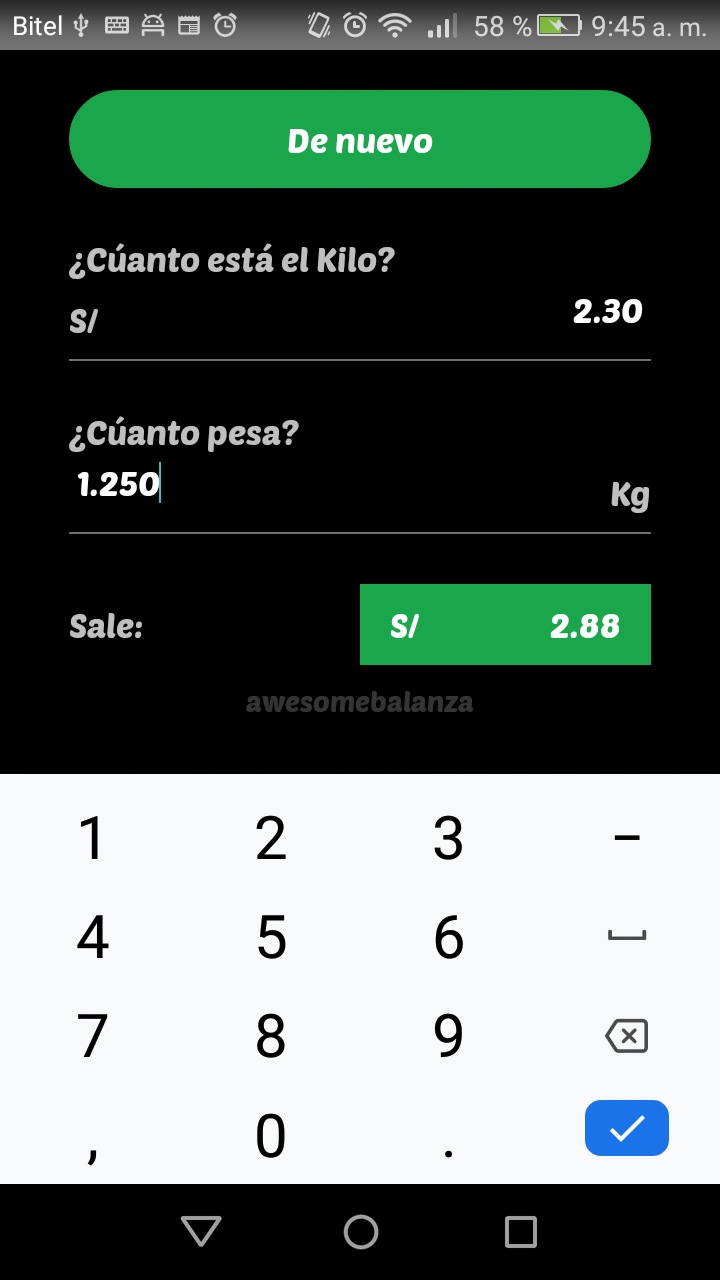 Bitel 58 % 9:45 a. m.
De nuevo
¿Cúanto está el Kilo?
S/ 2.30
¿Cúanto pesa?
1.250 Kg
Sale: S/ 2.88
awesomebalanza
1 2 3 –
4 5 6
7 8 9
, 0 .